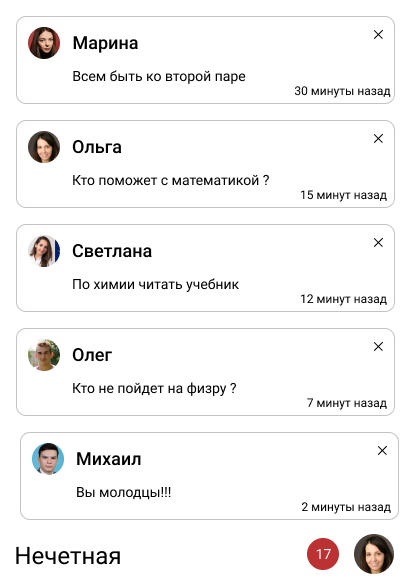 Марина
Всем быть ко второй паре
30 минуты назад
Ольга
Кто поможет с математикой ?
15 минут назад
Светлана
По химии читать учебник
12 минут назад
Олег
Кто не пойдет на физру ?
7 минут назад
Михаил
Вы молодцы!!!
2 минуты назад
Нечетная 17